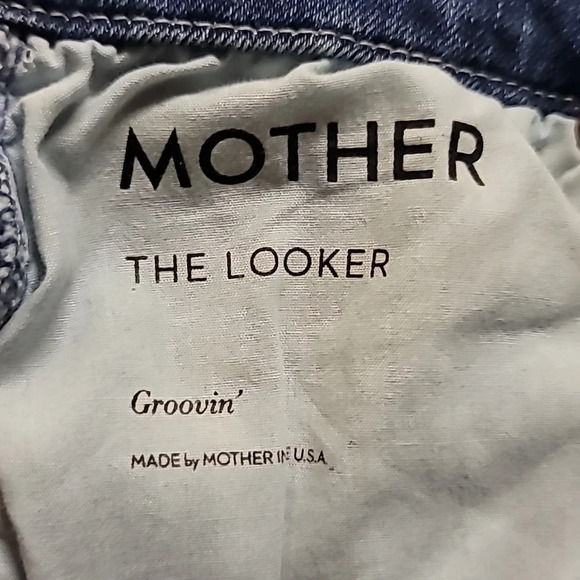 MOTHER
THE LOOKER
Groovin'
MADE by MOTHER IN U.S.A.